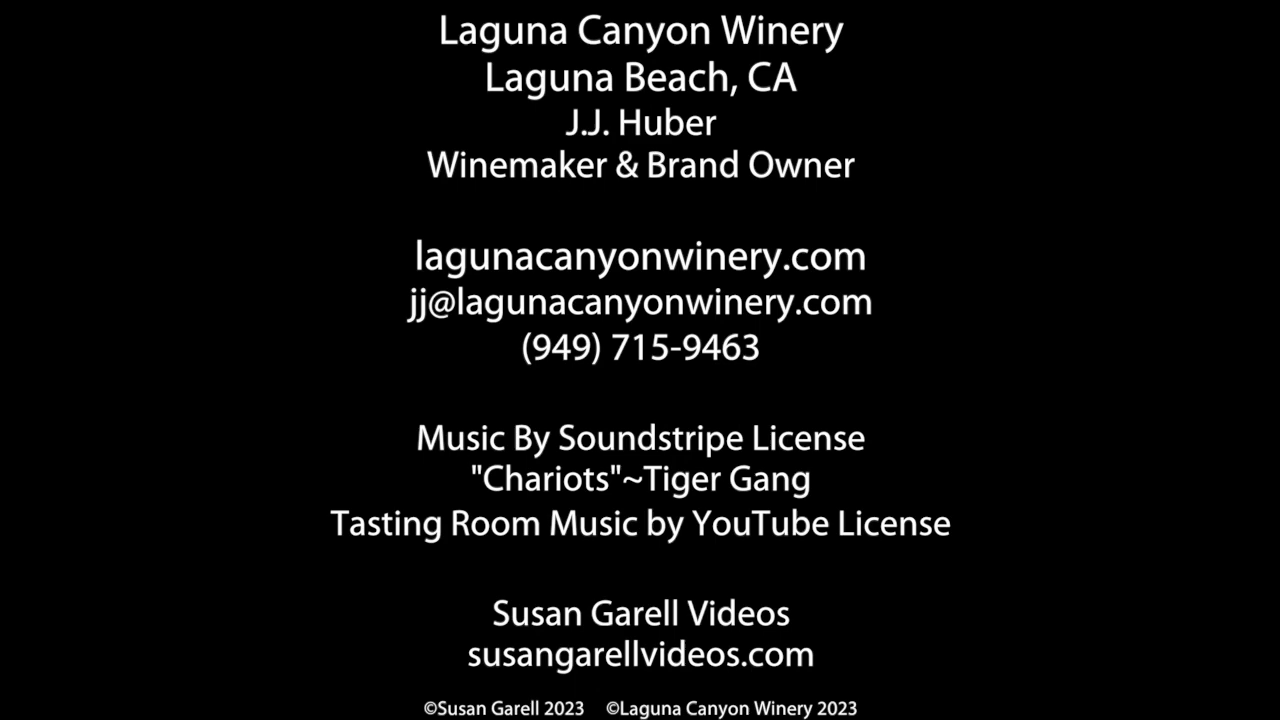 Laguna Canyon Winery
Laguna Beach, CA
J.J. Huber
Winemaker & Brand Owner
lagunacanyonwinery.com
jj@lagunacanyonwinery.com
(949) 715-9463
Music By Soundstripe License
"Chariots"~Tiger Gang
Tasting Room Music by YouTube License
Susan Garell Videos
susangarellvideos.com
©Susan Garell 2023 ©Laguna Canyon Winery 2023